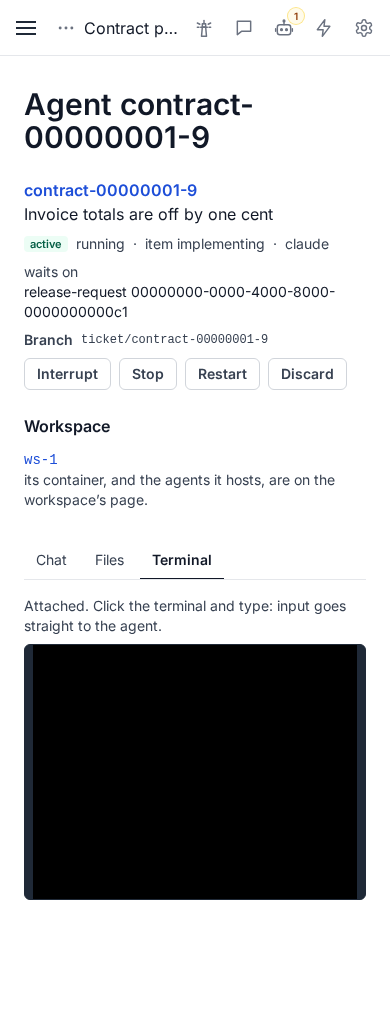 Contract p...
1
Agent contract-
00000001-9
contract-00000001-9
Invoice totals are off by one cent
active running · item implementing · claude
waits on
release-request 00000000-0000-4000-8000-
0000000000c1
Branch ticket/contract-00000001-9
Interrupt Stop Restart Discard
Workspace
ws-1
its container, and the agents it hosts, are on the
workspace’s page.
Chat Files Terminal
Attached. Click the terminal and type: input goes
straight to the agent.